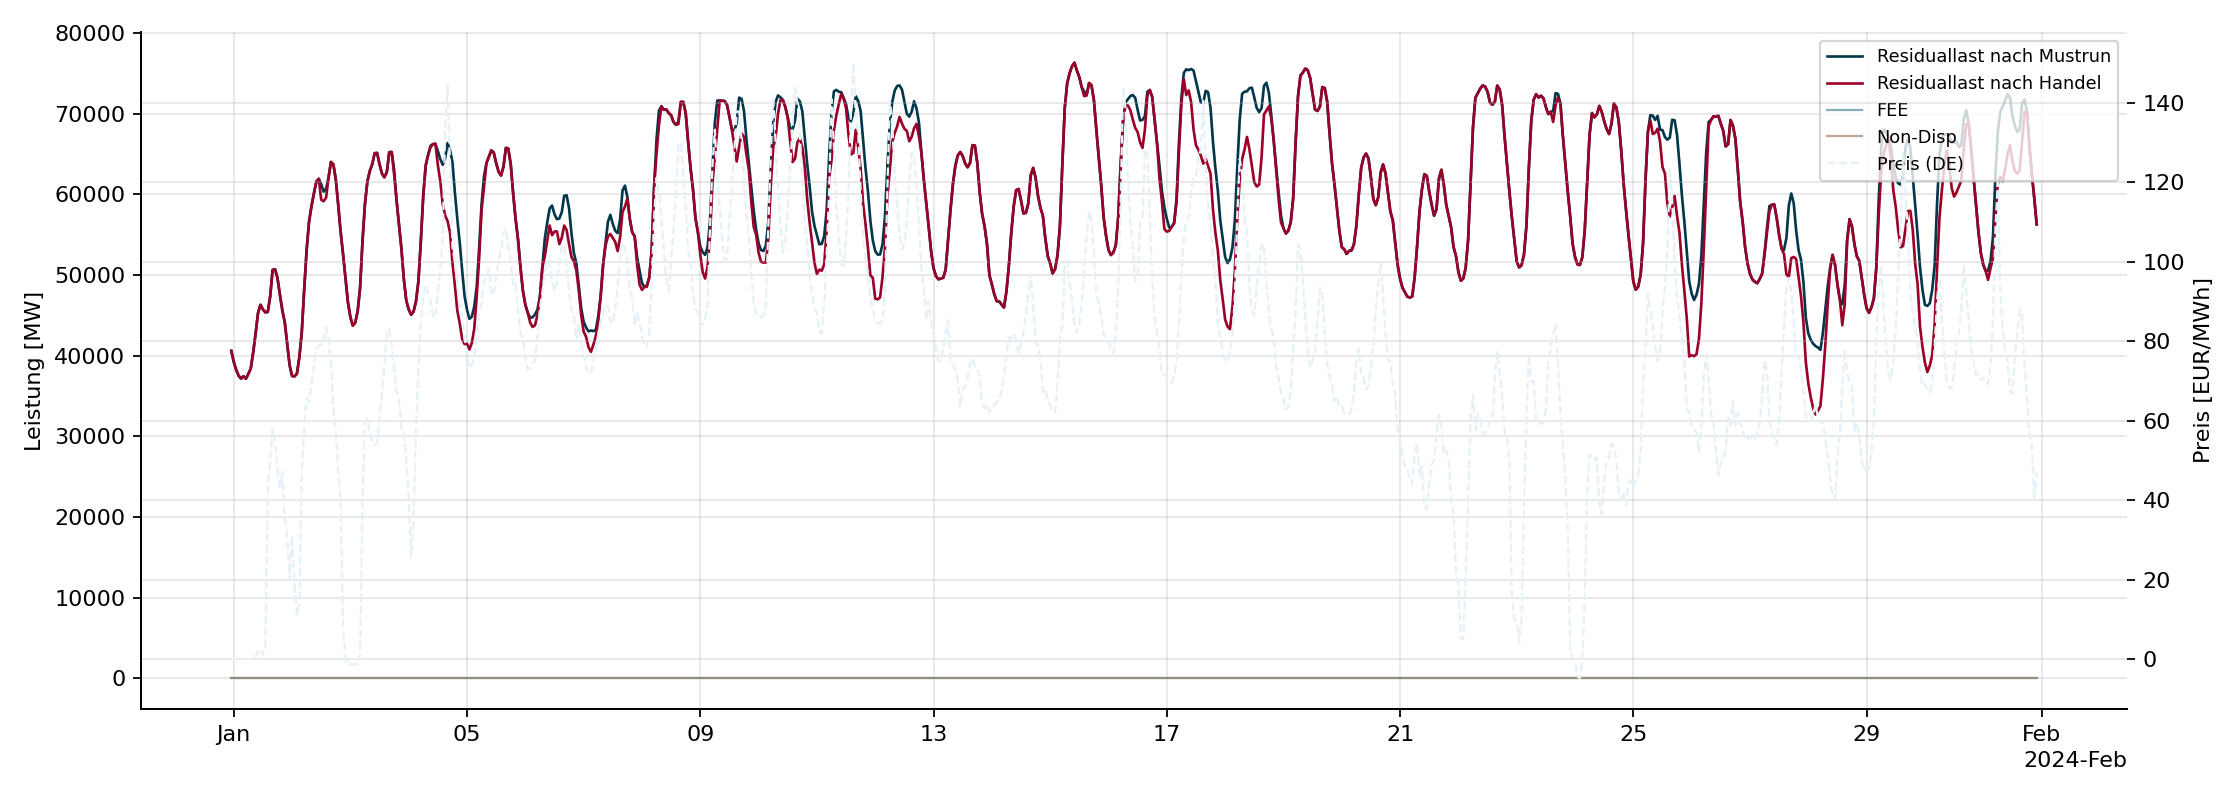 80000
70000
60000
50000
40000
30000
20000
10000
0
Leistung [MW]
Residuallast nach Mustrun
Residuallast nach Handel
FEE
Non-Disp
Preis (DE)
140
120
100
80
60
40
20
0
Preis [EUR/MWh]
Jan
05
09
13
17
21
25
29
Feb
2024-Feb